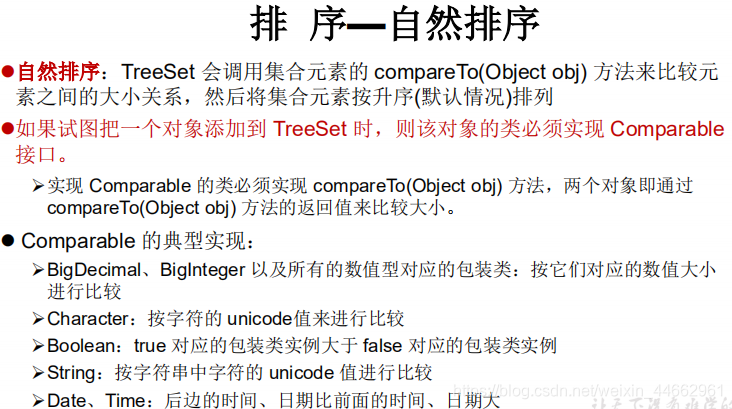 排 序—自然排序
●自然排序：TreeSet 会调用集合元素的 compareTo(Object obj) 方法来比较元
素之间的大小关系，然后将集合元素按升序(默认情况)排列
●如果试图把一个对象添加到 TreeSet 时，则该对象的类必须实现 Comparable
接口。
➢实现 Comparable 的类必须实现 compareTo(Object obj) 方法，两个对象即通过
compareTo(Object obj) 方法的返回值来比较大小。
● Comparable 的典型实现：
➢BigDecimal、BigInteger 以及所有的数值型对应的包装类：按它们对应的数值大小
进行比较
➢Character：按字符的 unicode值来进行比较
➢Boolean：true 对应的包装类实例大于 false 对应的包装类实例
➢String：按字符串中字符的 unicode 值进行比较
➢Date、Time：后边的时间、日期比前面的时间、日期大
https://blog.csdn.net/weixin_44662961